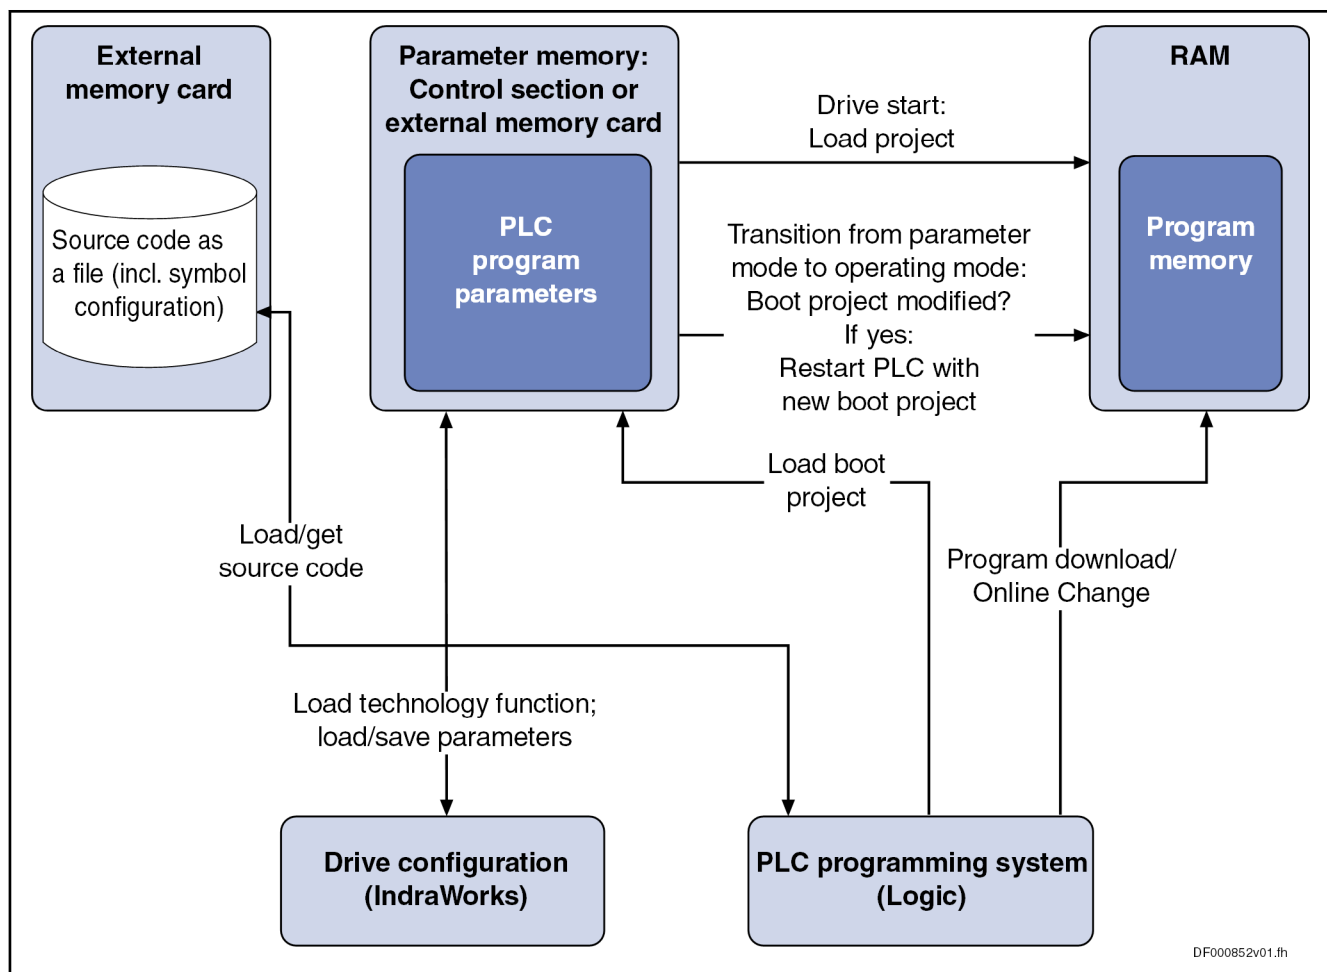 External
memory card
Source code as
a file (incl. symbol
configuration)
Parameter memory:
Control section or
external memory card
PLC
program
parameters
Drive start:
Load project
Transition from parameter
mode to operating mode:
Boot project modified?
If yes:
Restart PLC with
new boot project
RAM
Program
memory
Load boot
project
Load/get
source code
Program download/
Online Change
Load technology function;
load/save parameters
Drive configuration
(IndraWorks)
PLC programming system
(Logic)
DF000852v01.fh